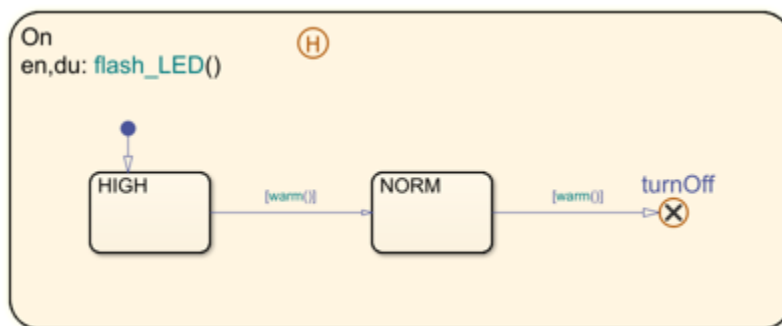 On
H
en,du: flash_LED()
HIGH
[warm()]
NORM
[warm()]
turnOff